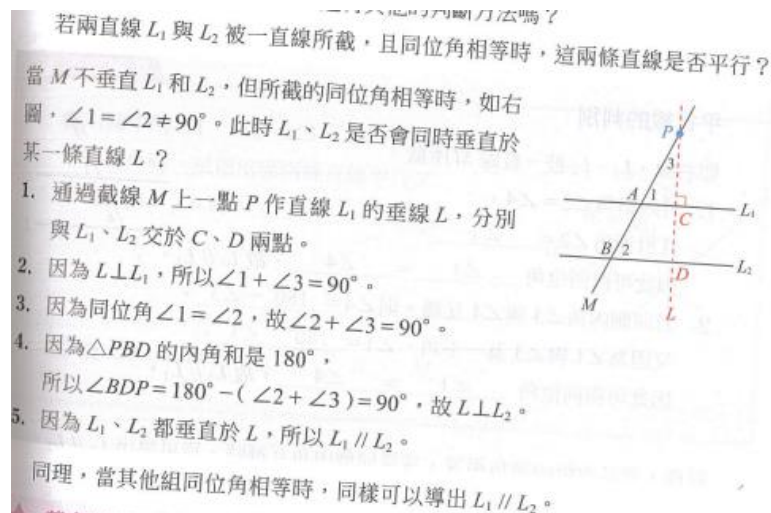 若兩直線 L₁ 與 L₂ 被一直線所截，且同位角相等時，這兩條直線是否平行？
當 M 不垂直 L₁ 和 L₂，但所截的同位角相等時，如右
圖，∠1＝∠2≠90°。此時 L₁、L₂ 是否會同時垂直於
某一條直線 L？
1. 通過截線 M 上一點 P 作直線 L₁ 的垂線 L，分別
與 L₁、L₂ 交於 C、D 兩點。
2. 因為 L⊥L₁，所以∠1＋∠3＝90°。
3. 因為同位角∠1＝∠2，故∠2＋∠3＝90°。
4. 因為△PBD 的內角和是 180°，
所以∠BDP＝180°－( ∠2＋∠3 )＝90°，故 L⊥L₂。
5. 因為 L₁、L₂ 都垂直於 L，所以 L₁ // L₂。
同理，當其他組同位角相等時，同樣可以導出 L₁ // L₂。
P
3
A 1 C L₁
B 2 D L₂
M L